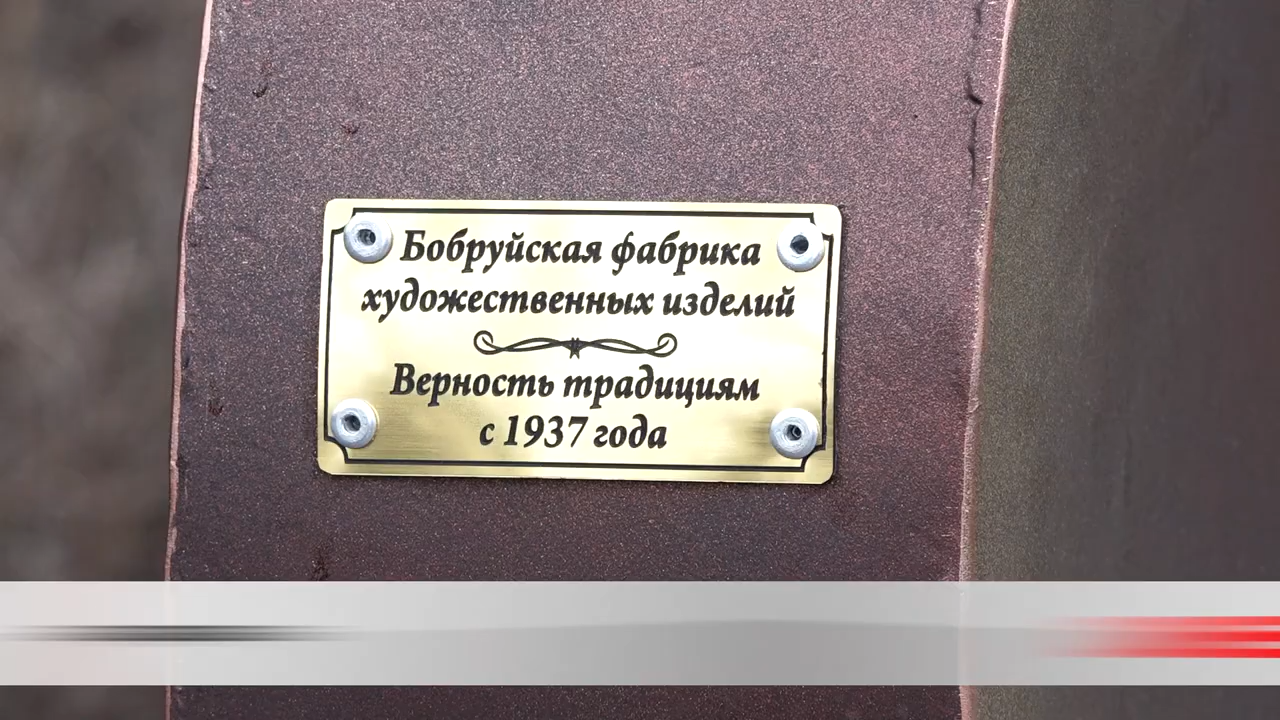 Бобруйская фабрика
художественных изделий
Верность традициям
с 1937 года